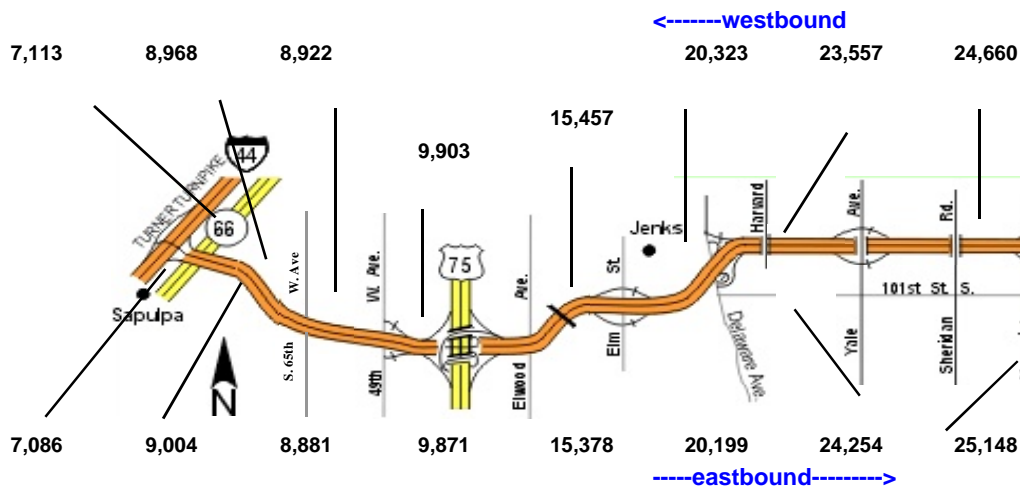 <-------westbound
7,113 8,968 8,922 20,323 23,557 24,660
15,457
9,903
TURNER TURNPIKE
44
66
Sapulpa
N
W. Ave
S. 65th
W. Ave.
49th
75
Ave.
Elwood
St.
Elm
Jenks
Harvard
Delaware Ave.
Ave.
Yale
Rd.
Sheridan
101st St. S.
7,086 9,004 8,881 9,871 15,378 20,199 24,254 25,148
-----eastbound--------->